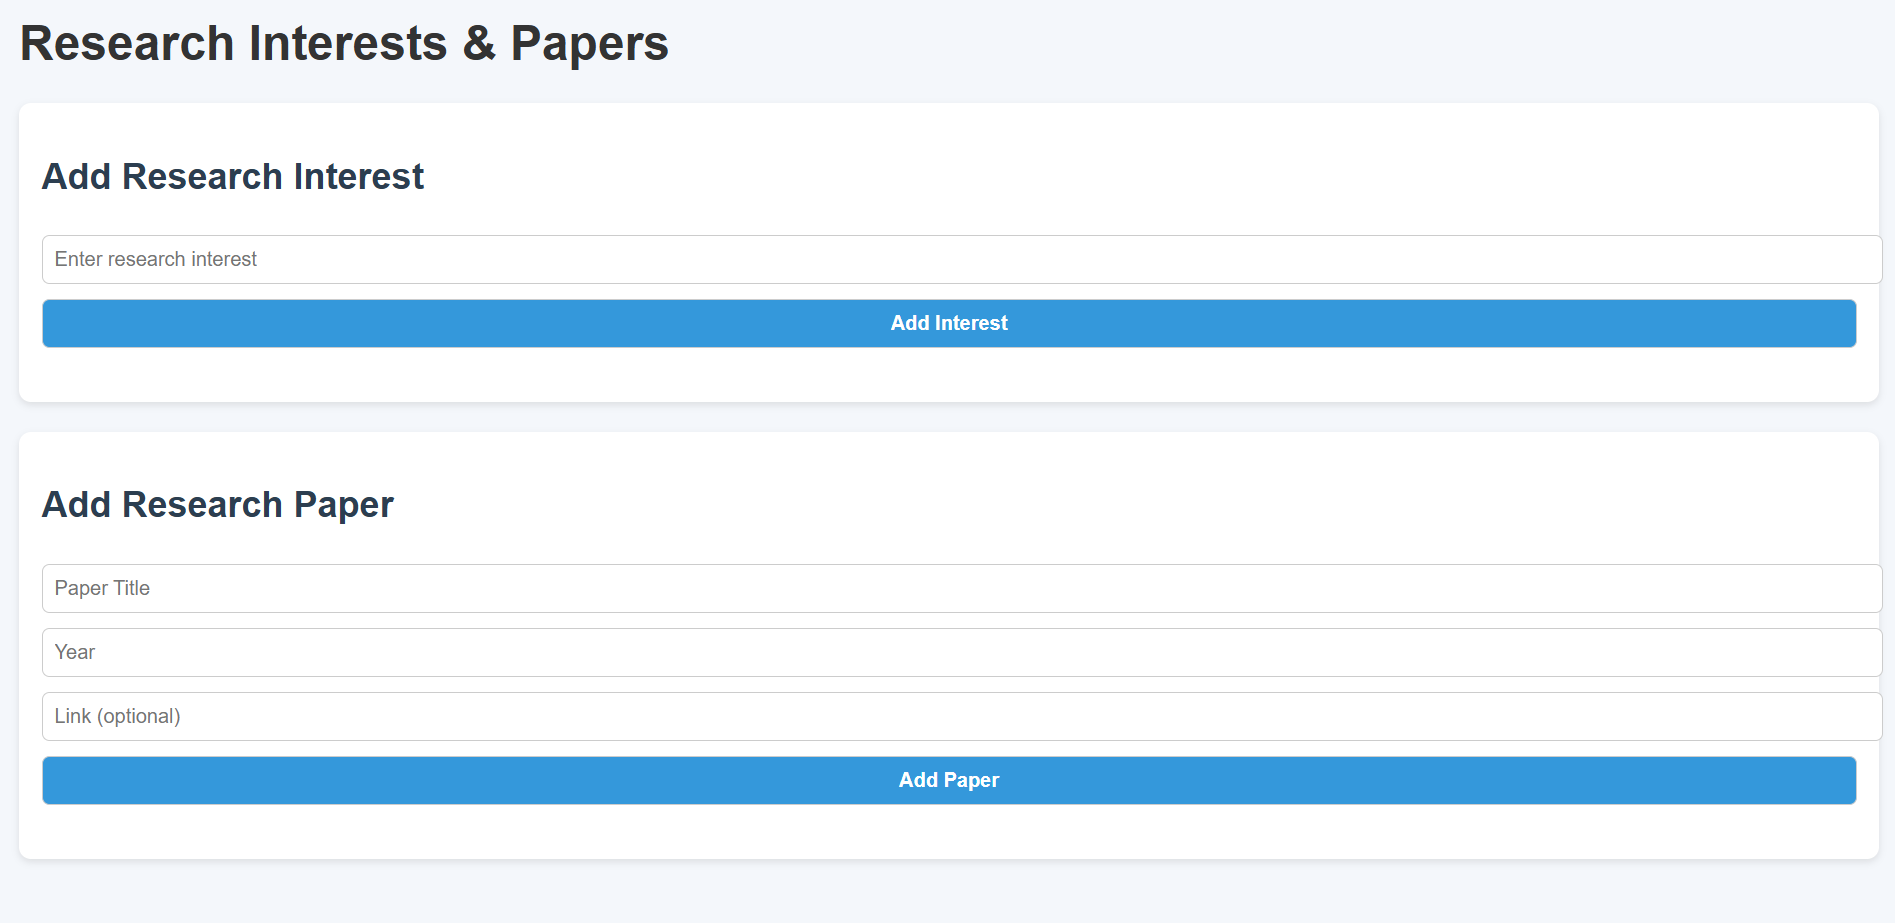 Research Interests & Papers
Add Research Interest
Enter research interest
Add Interest
Add Research Paper
Paper Title
Year
Link (optional)
Add Paper